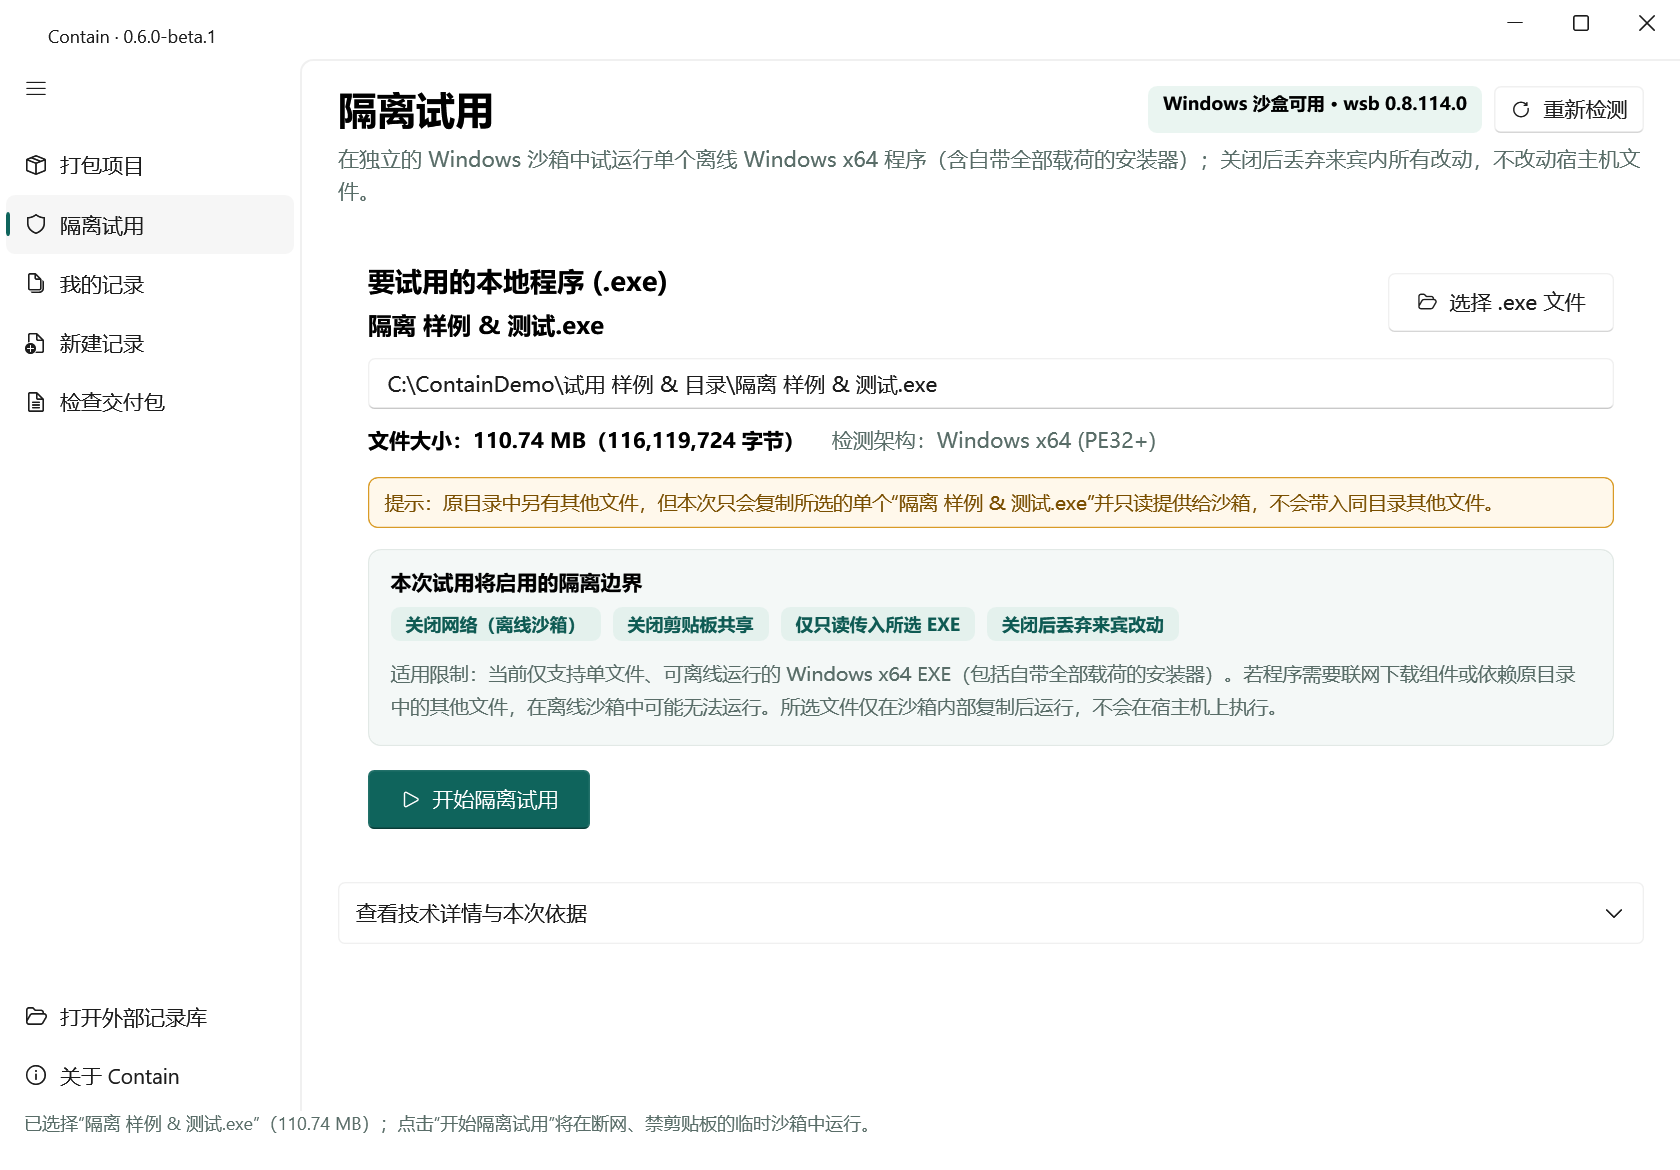 Contain · 0.6.0-beta.1
打包项目
隔离试用
我的记录
新建记录
检查交付包
打开外部记录库
关于 Contain
隔离试用
Windows 沙盒可用 • wsb 0.8.114.0
重新检测
在独立的 Windows 沙箱中试运行单个离线 Windows x64 程序（含自带全部载荷的安装器）；关闭后丢弃来宾内所有改动，不改动宿主机文
件。
要试用的本地程序 (.exe)
隔离 样例 & 测试.exe
选择 .exe 文件
C:\ContainDemo\试用 样例 & 目录\隔离 样例 & 测试.exe
文件大小：110.74 MB（116,119,724 字节）
检测架构：Windows x64 (PE32+)
提示：原目录中另有其他文件，但本次只会复制所选的单个“隔离 样例 & 测试.exe”并只读提供给沙箱，不会带入同目录其他文件。
本次试用将启用的隔离边界
关闭网络（离线沙箱）
关闭剪贴板共享
仅只读传入所选 EXE
关闭后丢弃来宾改动
适用限制：当前仅支持单文件、可离线运行的 Windows x64 EXE（包括自带全部载荷的安装器）。若程序需要联网下载组件或依赖原目录
中的其他文件，在离线沙箱中可能无法运行。所选文件仅在沙箱内部复制后运行，不会在宿主机上执行。
开始隔离试用
查看技术详情与本次依据
已选择“隔离 样例 & 测试.exe”（110.74 MB）；点击“开始隔离试用”将在断网、禁剪贴板的临时沙箱中运行。